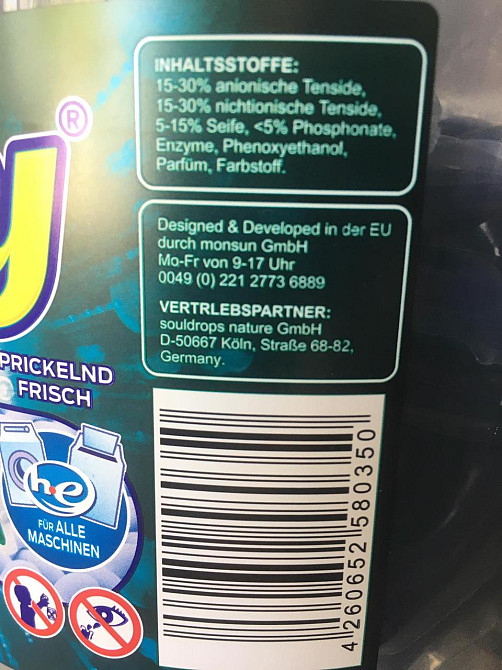 y®
PRICKELND
FRISCH
h.e
FÜR ALLE
MASCHINEN
INHALTSSTOFFE:
15-30% anionische Tenside,
15-30% nichtionische Tenside,
5-15% Seife, <5% Phosphonate,
Enzyme, Phenoxyethanol,
Parfüm, Farbstoff.
Designed & Developed in der EU
durch monsun GmbH
Mo-Fr von 9-17 Uhr
0049 (0) 221 2773 6889
VERTRLEBSPARTNER:
souldrops nature GmbH
D-50667 Köln, Straße 68-82,
Germany.
4 260652 580350